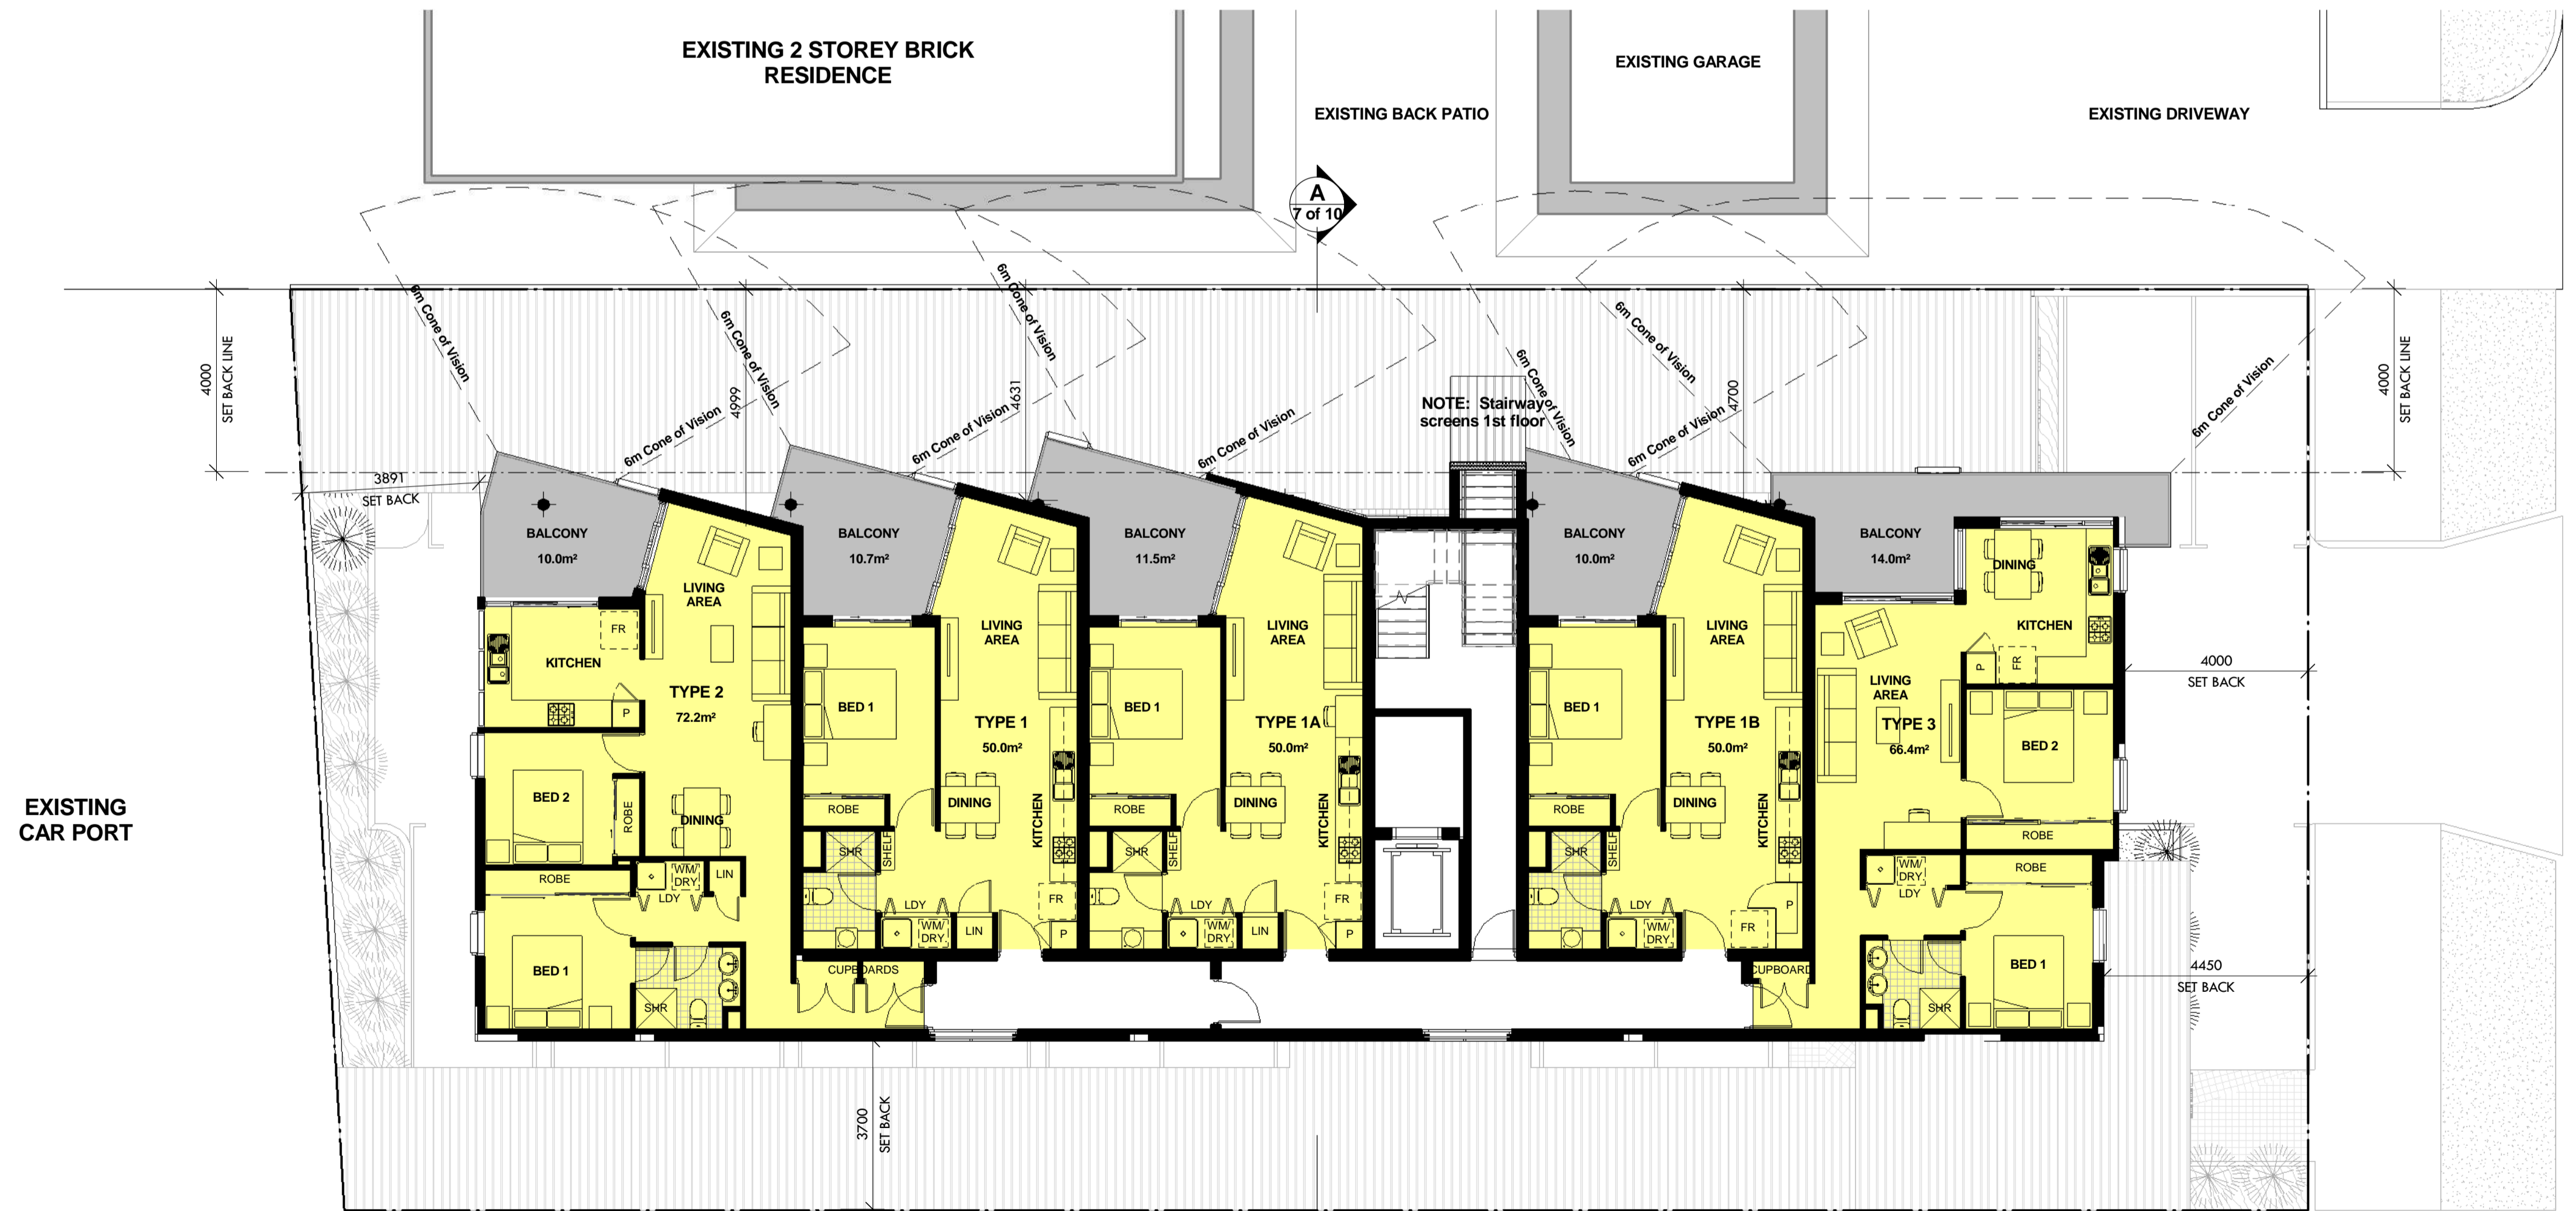 EXISTING 2 STOREY BRICK
RESIDENCE
EXISTING GARAGE
EXISTING BACK PATIO
EXISTING DRIVEWAY
A
7 of 10
4000
SET BACK LINE
6m Cone of Vision
6m Cone of Vision
4999
6m Cone of Vision
6m Cone of Vision
4631
6m Cone of Vision
6m Cone of Vision
NOTE: Stairway
screens 1st floor
6m Cone of Vision
6m Cone of Vision
6m Cone of Vision
4700
6m Cone of Vision
4000
SET BACK LINE
3891
SET BACK
BALCONY
10.0m²
BALCONY
10.7m²
BALCONY
11.5m²
BALCONY
10.0m²
BALCONY
14.0m²
EXISTING
CAR PORT
LIVING
AREA
FR
KITCHEN
P
TYPE 2
72.2m²
BED 2
ROBE
DINING
ROBE
WM/
DRY
LIN
LDY
BED 1
SHR
CUPBOARDS
LIVING
AREA
BED 1
TYPE 1
50.0m²
ROBE
DINING
KITCHEN
SHR
SHELF
LDY
WM/
DRY
LIN
FR
P
LIVING
AREA
BED 1
TYPE 1A
50.0m²
ROBE
DINING
KITCHEN
SHR
SHELF
LDY
WM/
DRY
LIN
FR
P
LIVING
AREA
BED 1
TYPE 1B
50.0m²
ROBE
DINING
KITCHEN
SHR
SHELF
LDY
WM/
DRY
FR
P
CUPBOARD
DINING
KITCHEN
P
FR
LIVING
AREA
TYPE 3
66.4m²
BED 2
ROBE
ROBE
WM/
DRY
LDY
BED 1
SHR
4000
SET BACK
4450
SET BACK
3700
SET BACK